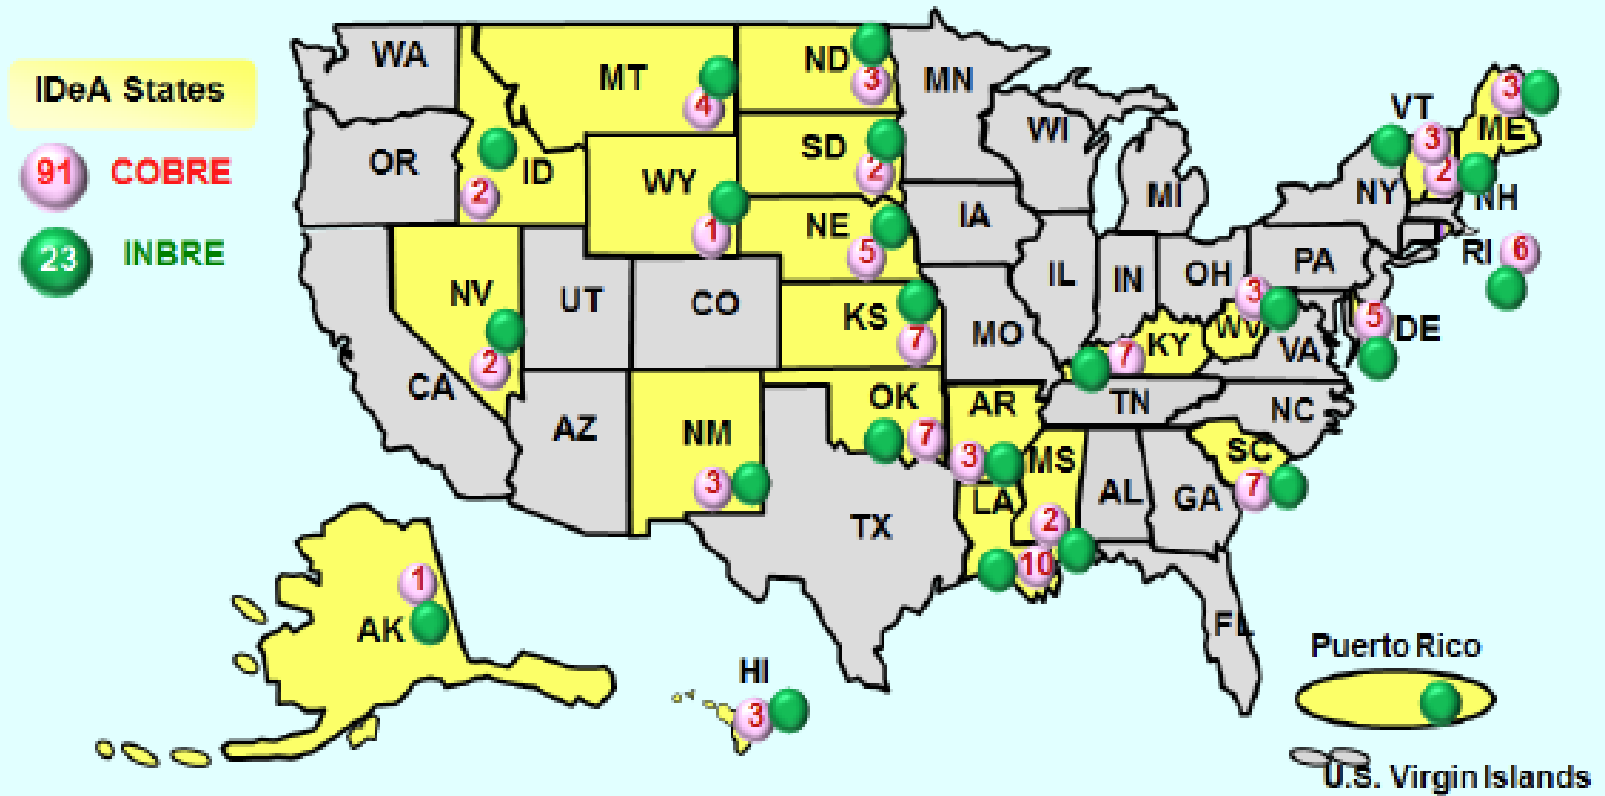 IDeA States
91 COBRE
23 INBRE
WA
OR
CA
ID
2
NV
2
MT
4
WY
1
UT
CO
AZ
NM
3
ND
3
SD
2
NE
5
KS
7
OK
7
TX
MN
IA
MO
AR
3
LA
10
MS
2
WI
IL
MI
IN
OH
KY
7
TN
AL
GA
FL
SC
7
NC
VA
WV
3
PA
NY
VT
3
NH
2
ME
3
RI
6
DE
5
AK
1
HI
3
Puerto Rico
U.S. Virgin Islands